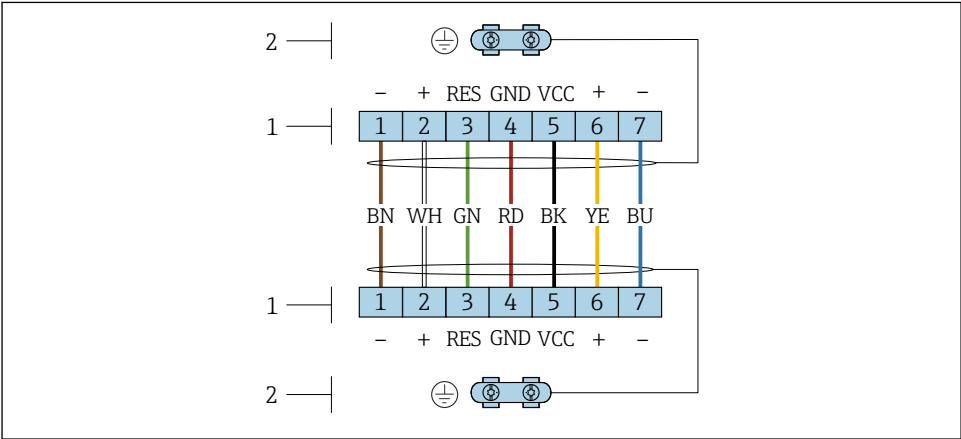 2
– + RES GND VCC + –
1
1 2 3 4 5 6 7
BN WH GN RD BK YE BU
1
1 2 3 4 5 6 7
– + RES GND VCC + –
2